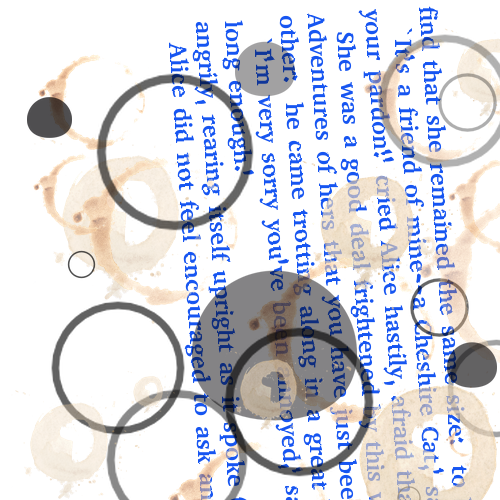 find that she remained the same size: to
`It's a friend of mine--a Cheshire Cat,' s
your pardon!' cried Alice hastily, afraid th
She was a good deal frightened by this
Adventures of hers that you have just bee
other: he came trotting along in a great
`I'm very sorry you've been annoyed,' sa
long enough.'
angrily, rearing itself upright as it spoke
Alice did not feel encouraged to ask an